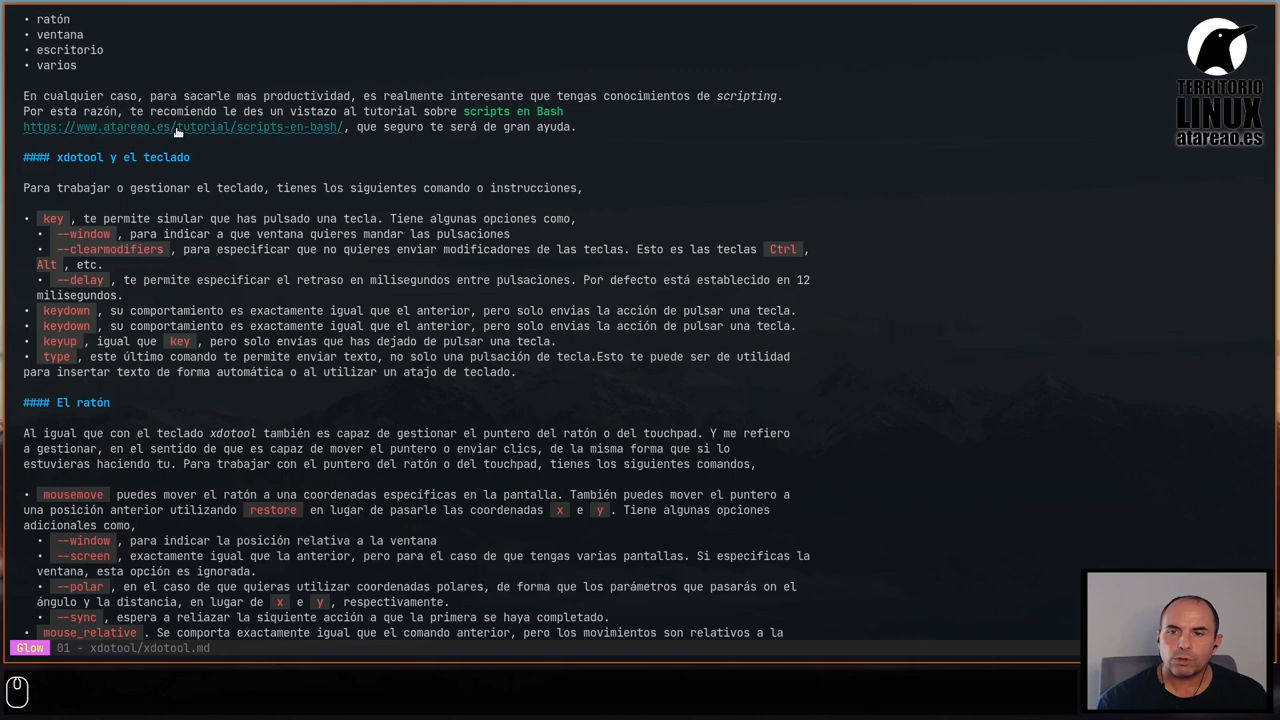 • ratón
• ventana
• escritorio
• varios
En cualquier caso, para sacarle mas productividad, es realmente interesante que tengas conocimientos de scripting.
Por esta razón, te recomiendo le des un vistazo al tutorial sobre scripts en Bash
https://www.atareao.es/tutorial/scripts-en-bash/, que seguro te será de gran ayuda.
#### xdotool y el teclado
Para trabajar o gestionar el teclado, tienes los siguientes comando o instrucciones,
• key , te permite simular que has pulsado una tecla. Tiene algunas opciones como,
• --window , para indicar a que ventana quieres mandar las pulsaciones
• --clearmodifiers , para especificar que no quieres enviar modificadores de las teclas. Esto es las teclas Ctrl ,
Alt , etc.
• --delay , te permite especificar el retraso en milisegundos entre pulsaciones. Por defecto está establecido en 12
milisegundos.
• keydown , su comportamiento es exactamente igual que el anterior, pero solo envias la acción de pulsar una tecla.
• keydown , su comportamiento es exactamente igual que el anterior, pero solo envias la acción de pulsar una tecla.
• keyup , igual que key , pero solo envías que has dejado de pulsar una tecla.
• type , este último comando te permite enviar texto, no solo una pulsación de tecla.Esto te puede ser de utilidad
para insertar texto de forma automática o al utilizar un atajo de teclado.
#### El ratón
Al igual que con el teclado xdotool también es capaz de gestionar el puntero del ratón o del touchpad. Y me refiero
a gestionar, en el sentido de que es capaz de mover el puntero o enviar clics, de la misma forma que si lo
estuvieras haciendo tu. Para trabajar con el puntero del ratón o del touchpad, tienes los siguientes comandos,
• mousemove puedes mover el ratón a una coordenadas específicas en la pantalla. También puedes mover el puntero a
una posición anterior utilizando restore en lugar de pasarle las coordenadas x e y . Tiene algunas opciones
adicionales como,
• --window , para indicar la posición relativa a la ventana
• --screen , exactamente igual que la anterior, pero para el caso de que tengas varias pantallas. Si especificas la
ventana, esta opción es ignorada.
• --polar , en el caso de que quieras utilizar coordenadas polares, de forma que los parámetros que pasarás on el
ángulo y la distancia, en lugar de x e y , respectivamente.
• --sync , espera a reliazar la siquiente acción a que la primera se haya completado.
• mouse_relative . Se comporta exactamente igual que el comando anterior, pero los movimientos son relativos a la
Glow 01 - xdotool/xdotool.md
TERRITORIO
LINUX
atareao.es